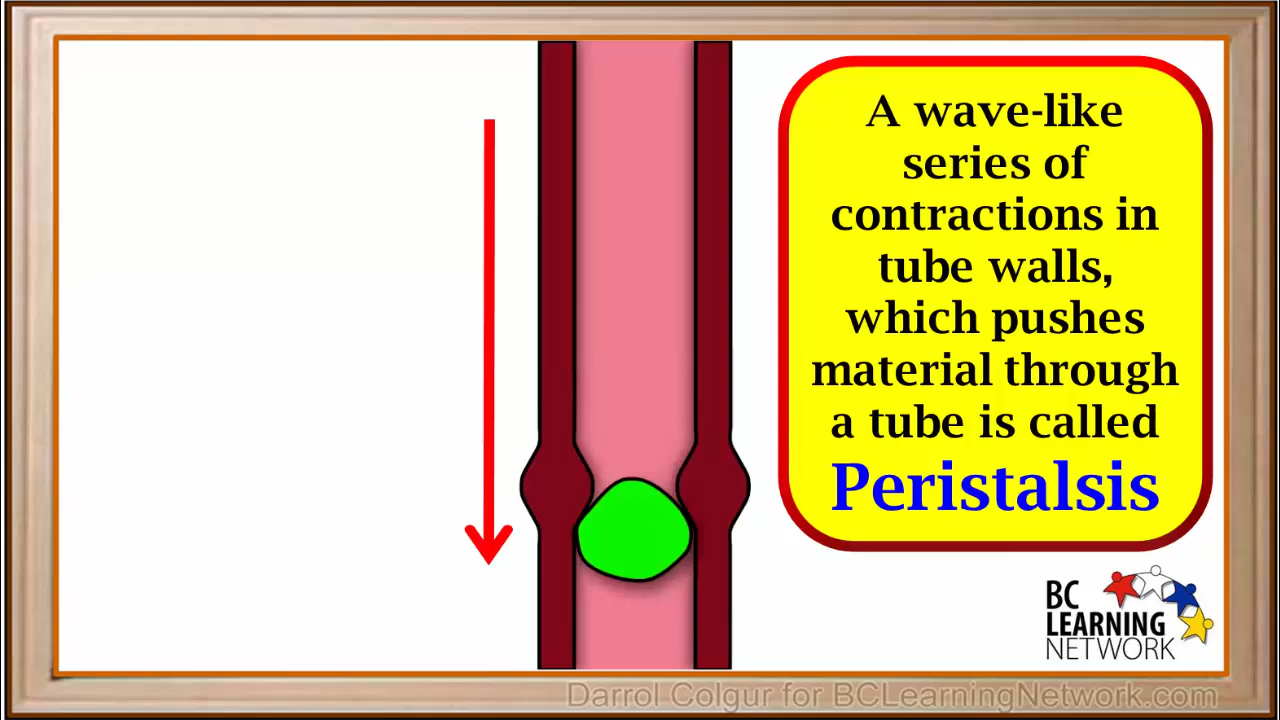 A wave-like
series of
contractions in
tube walls,
which pushes
material through
a tube is called
Peristalsis
BC
LEARNING
NETWORK
Darrol Colgur for BCLearningNetwork.com